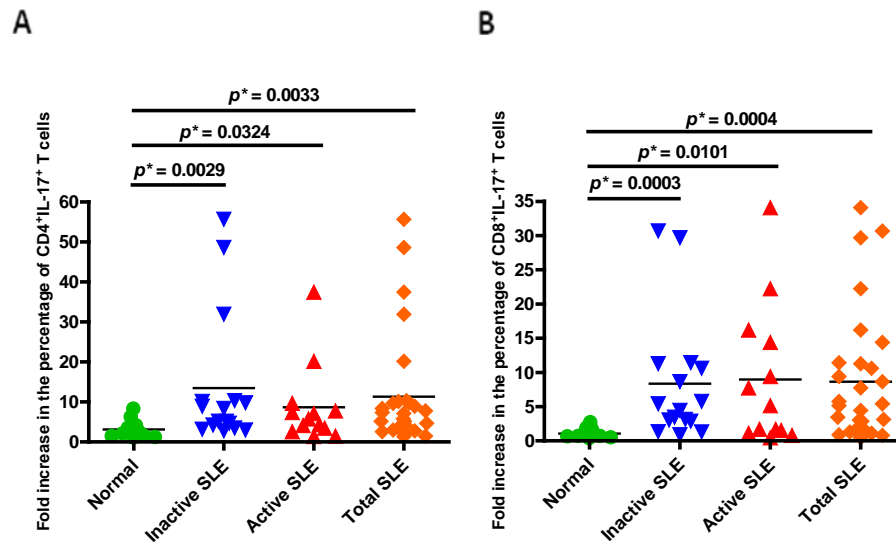 A
p* = 0.0033
p* = 0.0324
p* = 0.0029
Fold increase in the percentage of CD4⁺IL-17⁺ T cells
60
50
40
30
20
10
0
Normal
Inactive SLE
Active SLE
Total SLE
B
p* = 0.0004
p* = 0.0101
p* = 0.0003
Fold increase in the percentage of CD8⁺IL-17⁺ T cells
35
30
25
20
15
10
5
0
Normal
Inactive SLE
Active SLE
Total SLE